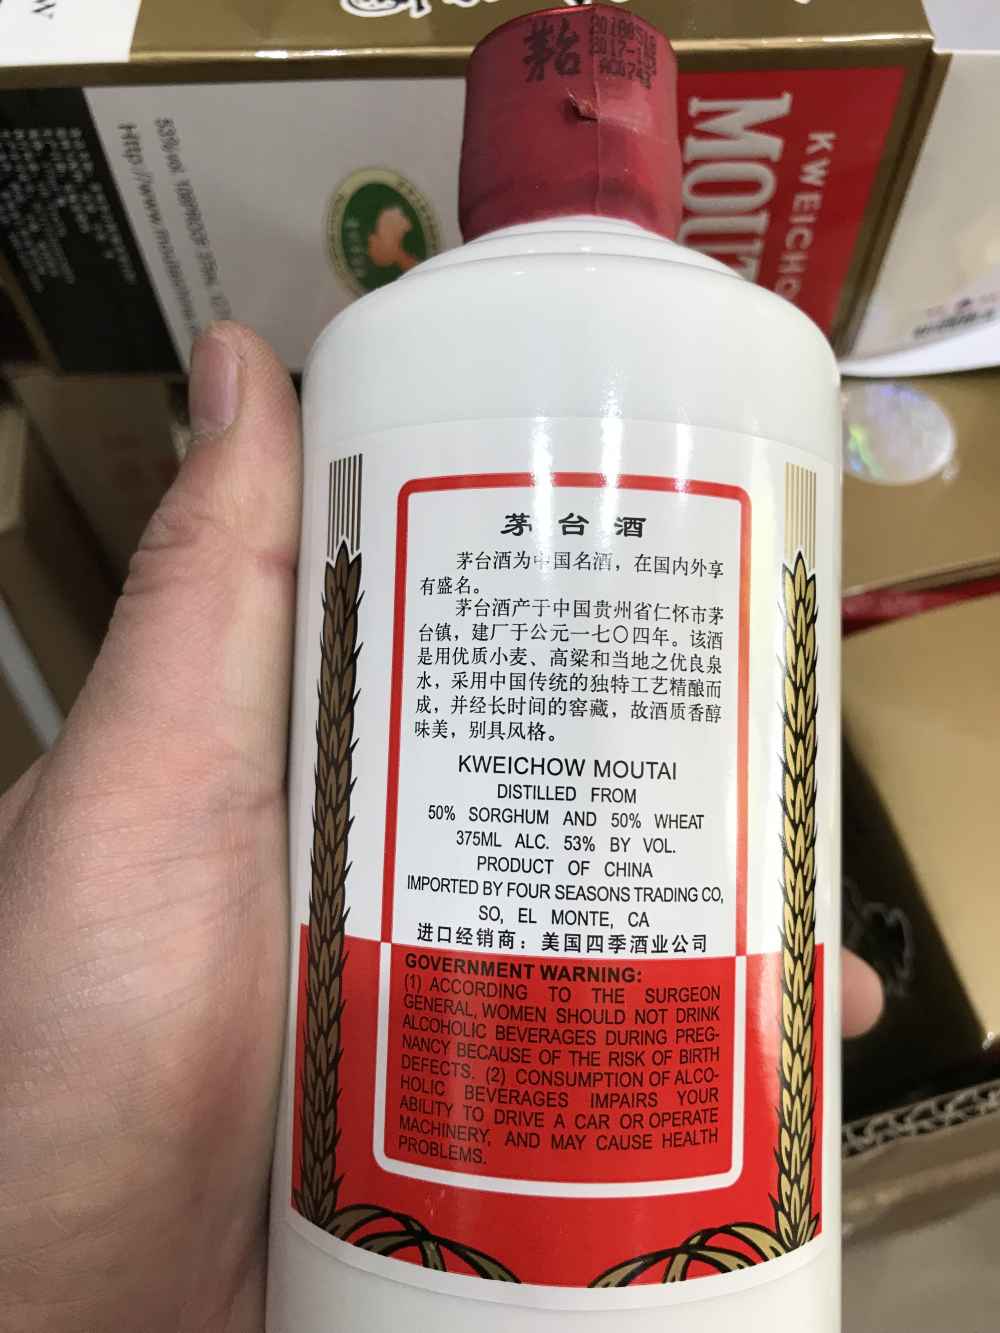 KWEICHO
MOUT
53%vol 106PROOF 375ML
茅台酒
茅台酒为中国名酒，在国内外享
有盛名。
茅台酒产于中国贵州省仁怀市茅
台镇，建厂于公元一七〇四年。该酒
是用优质小麦、高粱和当地之优良泉
水，采用中国传统的独特工艺精酿而
成，并经长时间的窖藏，故酒质香醇
味美，别具风格。
KWEICHOW MOUTAI
DISTILLED FROM
50% SORGHUM AND 50% WHEAT
375ML ALC. 53% BY VOL.
PRODUCT OF CHINA
IMPORTED BY FOUR SEASONS TRADING CO,
SO, EL MONTE, CA
进口经销商：美国四季酒业公司
GOVERNMENT WARNING:
(1) ACCORDING TO THE SURGEON
GENERAL, WOMEN SHOULD NOT DRINK
ALCOHOLIC BEVERAGES DURING PREG-
NANCY BECAUSE OF THE RISK OF BIRTH
DEFECTS. (2) CONSUMPTION OF ALCO-
HOLIC BEVERAGES IMPAIRS YOUR
ABILITY TO DRIVE A CAR OR OPERATE
MACHINERY, AND MAY CAUSE HEALTH
PROBLEMS.